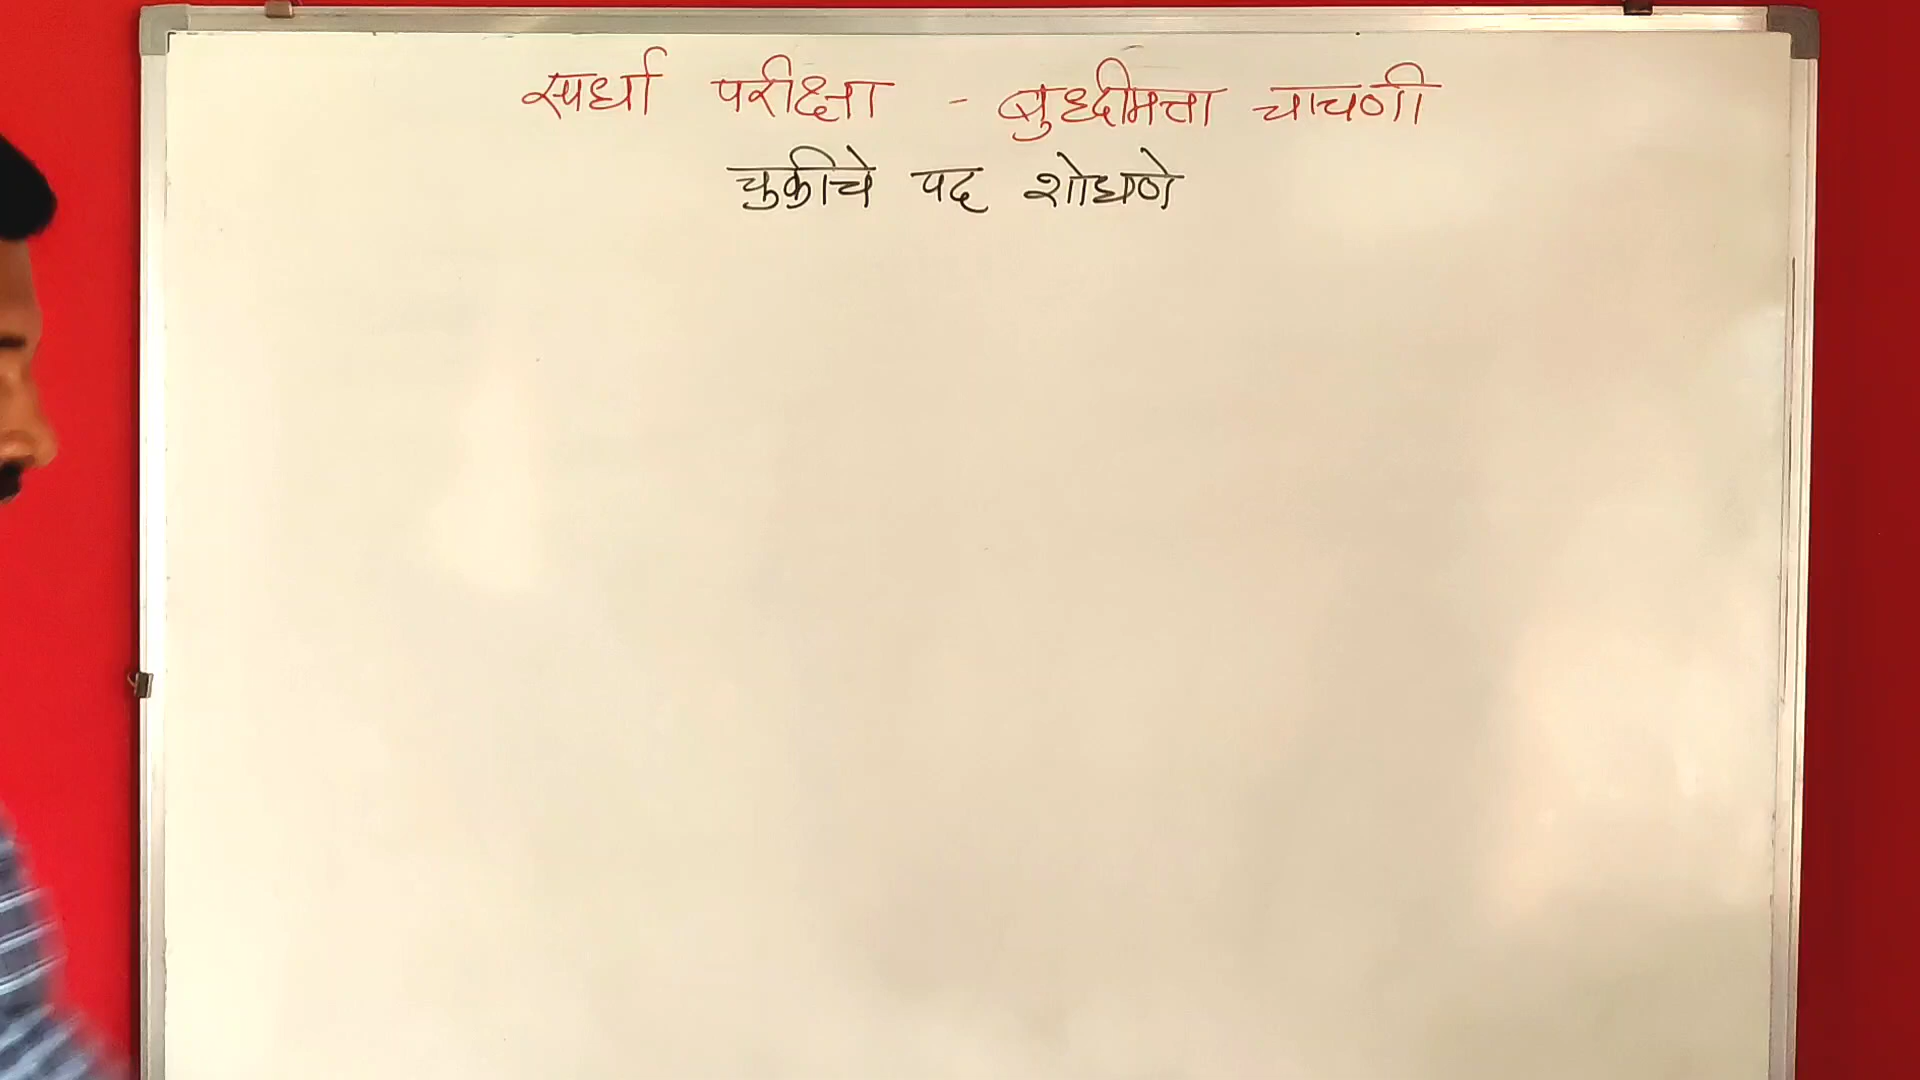 स्पर्धा परीक्षा - बुध्दीमत्ता चाचणी
चुकीचे पद शोधणे